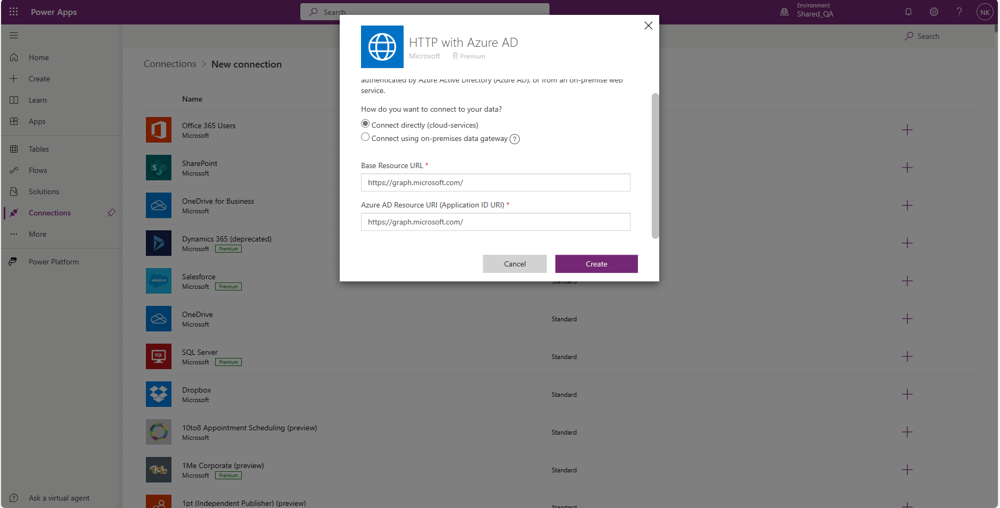 Power Apps
Search
Environment
Shared_QA
NK
Search
Home
Create
Learn
Apps
Tables
Flows
Solutions
Connections
More
Power Platform
Ask a virtual agent
Connections > New connection
Name
Office 365 Users
Microsoft
SharePoint
Microsoft
OneDrive for Business
Microsoft
Dynamics 365 (deprecated)
Microsoft Premium
Salesforce
Microsoft Premium
Standard
OneDrive
Microsoft
Standard
SQL Server
Microsoft Premium
Standard
Dropbox
Microsoft
Standard
10to8 Appointment Scheduling (preview)
Microsoft
Standard
1Me Corporate (preview)
Microsoft Premium
Standard
1pt (Independent Publisher) (preview)
Standard
S
salesforce
SQL
1Me
HTTP with Azure AD
Microsoft Premium
authenticated by Azure Active Directory (Azure AD), or from an on-premise web
service.
How do you want to connect to your data?
Connect directly (cloud-services)
Connect using on-premises data gateway ?
Base Resource URL *
https://graph.microsoft.com/
Azure AD Resource URI (Application ID URI) *
https://graph.microsoft.com/
Cancel
Create